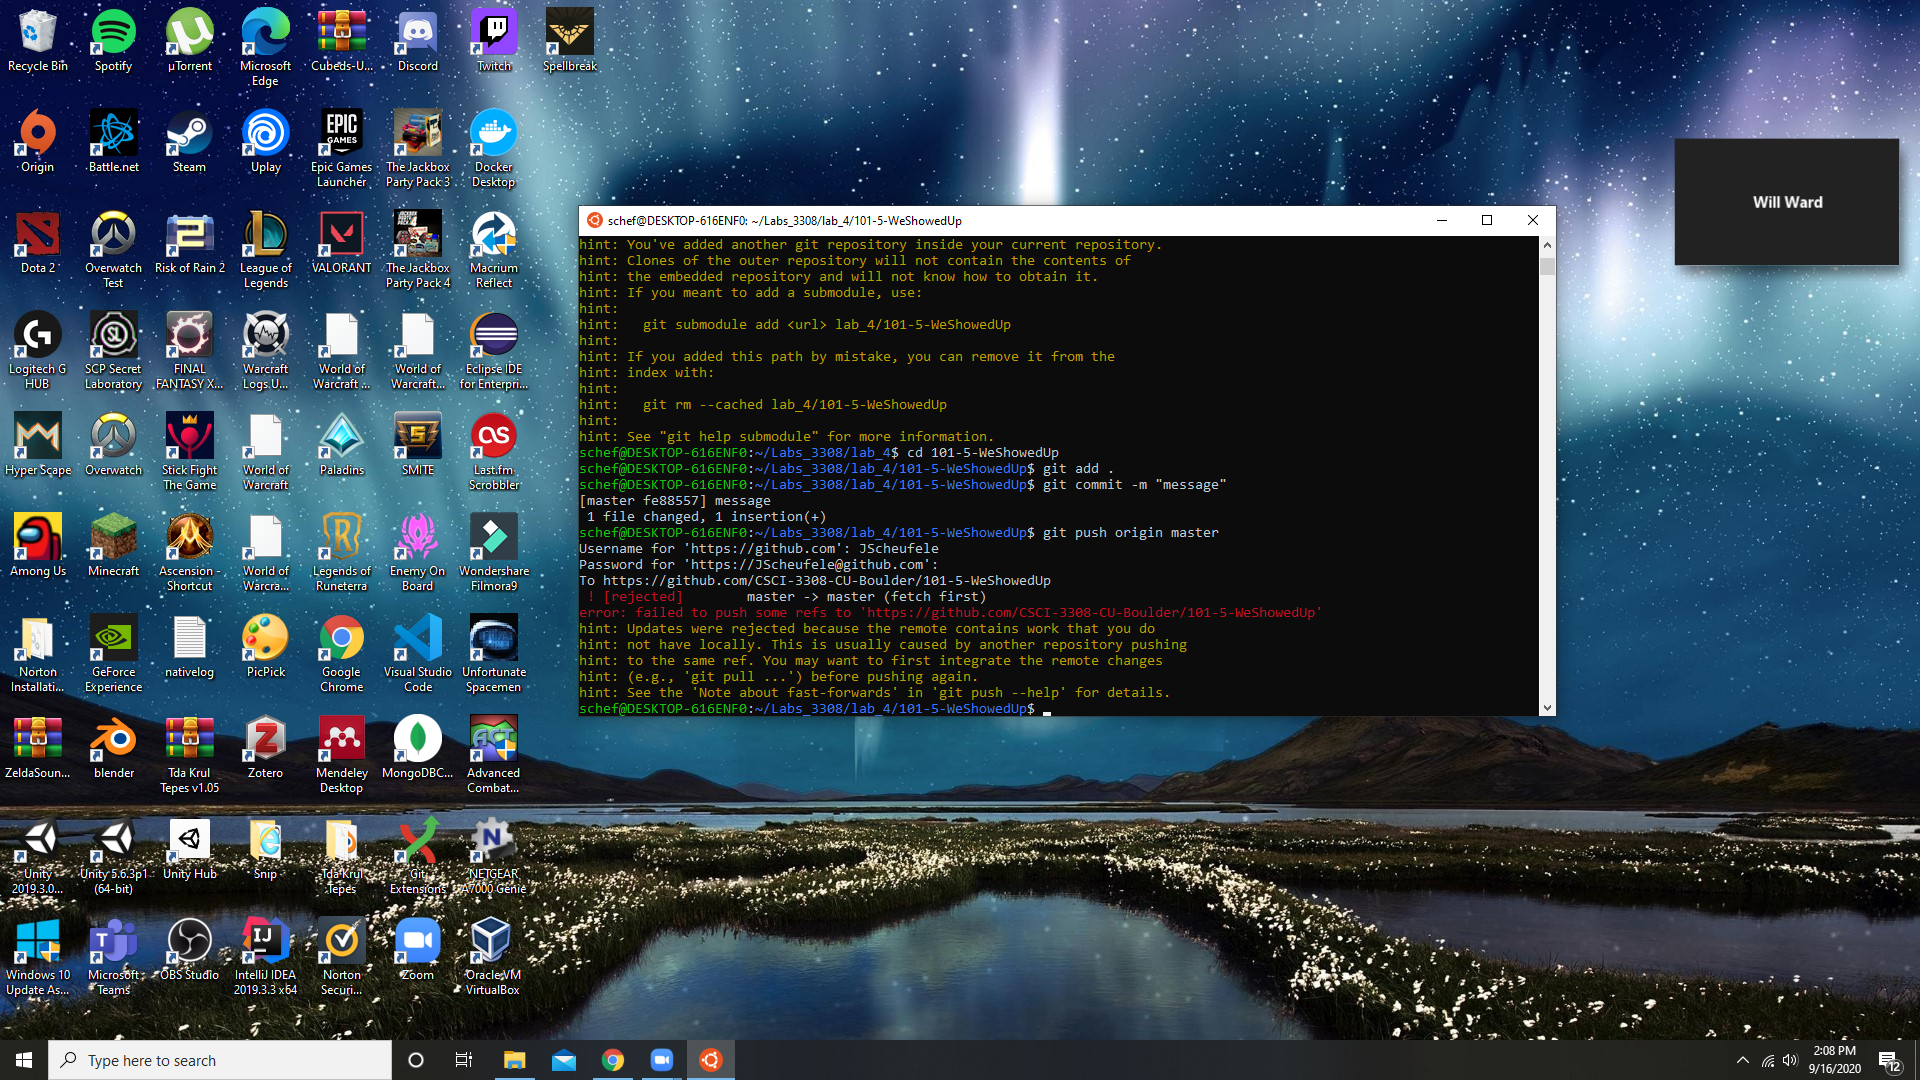 Recycle Bin
Spotify
µTorrent
Microsoft
Edge
Cubeds-U...
Discord
Twitch
Spellbreak
Origin
Battle.net
Steam
Uplay
EPIC
GAMES
Epic Games
Launcher
The Jackbox
Party Pack 3
Docker
Desktop
Dota 2
Overwatch
Test
Risk of Rain 2
League of
Legends
VALORANT
The Jackbox
Party Pack 4
Macrium
Reflect
Logitech G
HUB
SCP Secret
Laboratory
FINAL
FANTASY X...
Warcraft
Logs U...
World of
Warcraft ...
World of
Warcraft...
Eclipse IDE
for Enterpri...
Hyper Scape
Overwatch
Stick Fight
The Game
World of
Warcraft
Paladins
SMITE
Last.fm
Scrobbler
Among Us
Minecraft
Ascension -
Shortcut
World of
Warcra...
Legends of
Runeterra
Enemy On
Board
Wondershare
Filmora9
Norton
Installati...
GeForce
Experience
nativelog
PicPick
Google
Chrome
Visual Studio
Code
Unfortunate
Spacemen
ZeldaSoun...
blender
Tda Krul
Tepes v1.05
Zotero
Mendeley
Desktop
MongoDBC...
ACT
Advanced
Combat...
Unity
2019.3.0...
Unity 5.6.3p1
(64-bit)
Unity Hub
Snip
Tda Krul
Tepes
Git
Extensions
NETGEAR
A7000 Genie
Windows 10
Update As...
Microsoft
Teams
OBS Studio
IntelliJ IDEA
2019.3.3 x64
Norton
Securi...
Zoom
Oracle VM
VirtualBox
Will Ward
schef@DESKTOP-616ENF0: ~/Labs_3308/lab_4/101-5-WeShowedUp
hint: You've added another git repository inside your current repository.
hint: Clones of the outer repository will not contain the contents of
hint: the embedded repository and will not know how to obtain it.
hint: If you meant to add a submodule, use:
hint:
hint:   git submodule add <url> lab_4/101-5-WeShowedUp
hint:
hint: If you added this path by mistake, you can remove it from the
hint: index with:
hint:
hint:   git rm --cached lab_4/101-5-WeShowedUp
hint:
hint: See "git help submodule" for more information.
schef@DESKTOP-616ENF0:~/Labs_3308/lab_4$ cd 101-5-WeShowedUp
schef@DESKTOP-616ENF0:~/Labs_3308/lab_4/101-5-WeShowedUp$ git add .
schef@DESKTOP-616ENF0:~/Labs_3308/lab_4/101-5-WeShowedUp$ git commit -m "message"
[master fe88557] message
 1 file changed, 1 insertion(+)
schef@DESKTOP-616ENF0:~/Labs_3308/lab_4/101-5-WeShowedUp$ git push origin master
Username for 'https://github.com': JScheufele
Password for 'https://JScheufele@github.com':
To https://github.com/CSCI-3308-CU-Boulder/101-5-WeShowedUp
 ! [rejected]        master -> master (fetch first)
error: failed to push some refs to 'https://github.com/CSCI-3308-CU-Boulder/101-5-WeShowedUp'
hint: Updates were rejected because the remote contains work that you do
hint: not have locally. This is usually caused by another repository pushing
hint: to the same ref. You may want to first integrate the remote changes
hint: (e.g., 'git pull ...') before pushing again.
hint: See the 'Note about fast-forwards' in 'git push --help' for details.
schef@DESKTOP-616ENF0:~/Labs_3308/lab_4/101-5-WeShowedUp$
Type here to search
2:08 PM
9/16/2020
12